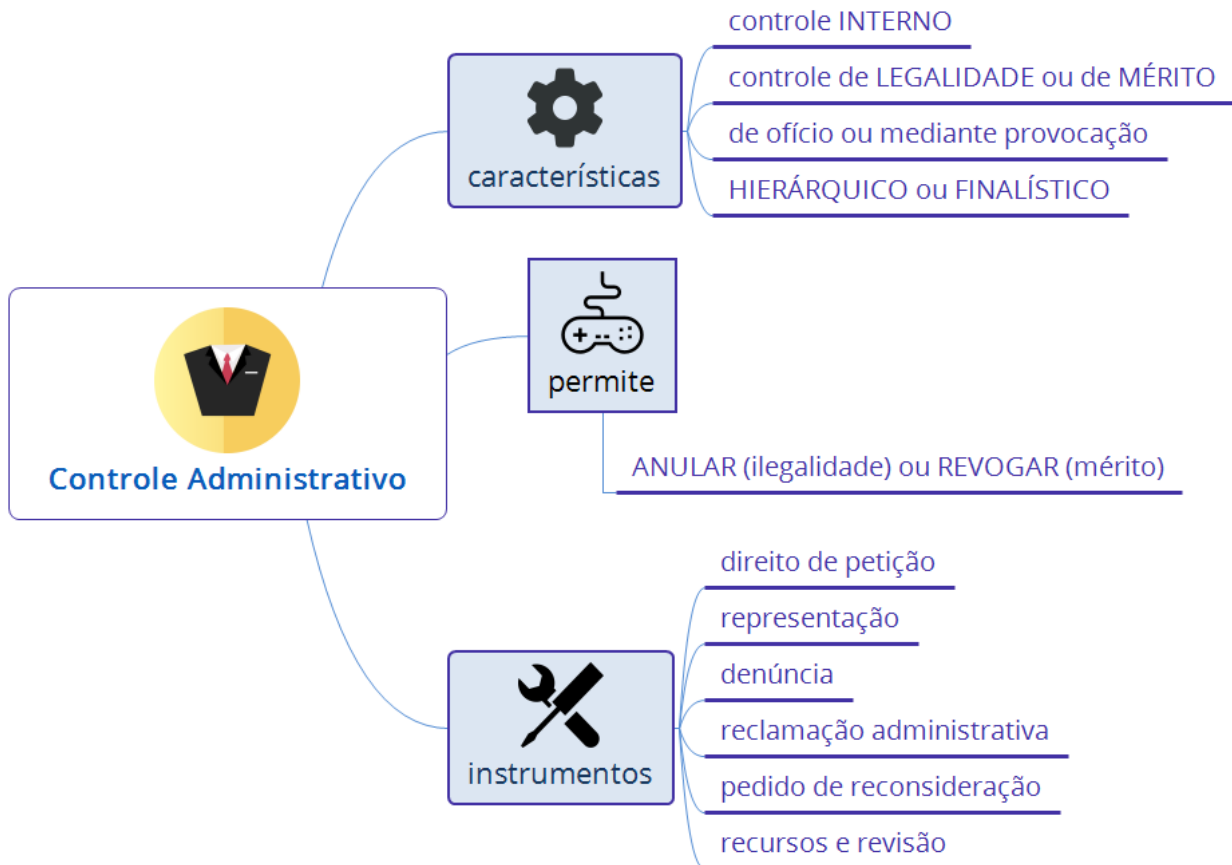 controle INTERNO
controle de LEGALIDADE ou de MÉRITO
de ofício ou mediante provocação
HIERÁRQUICO ou FINALÍSTICO
características
permite
ANULAR (ilegalidade) ou REVOGAR (mérito)
Controle Administrativo
direito de petição
representação
denúncia
reclamação administrativa
pedido de reconsideração
recursos e revisão
instrumentos